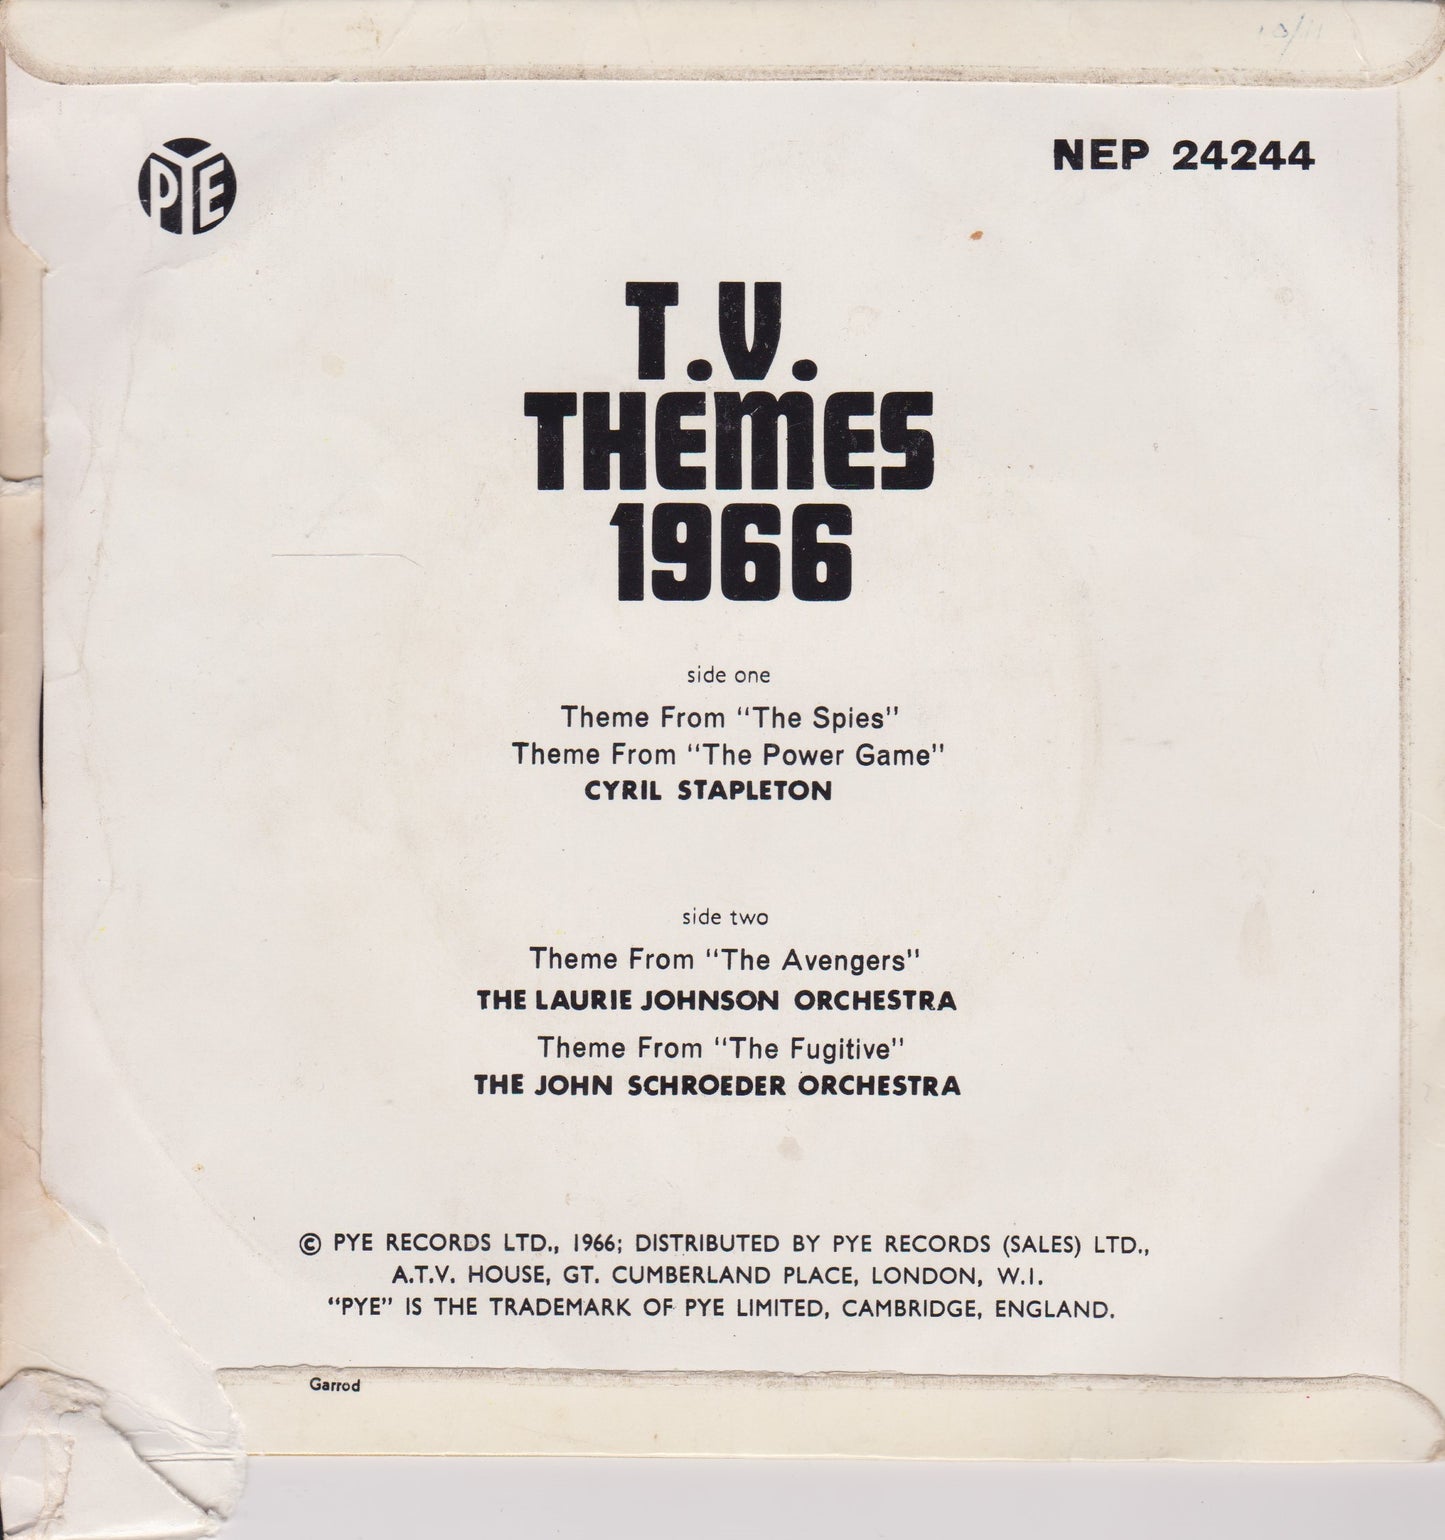 10/11
PYE
NEP 24244
T.V.
THEMES
1966
side one
Theme From "The Spies"
Theme From "The Power Game"
CYRIL STAPLETON
side two
Theme From "The Avengers"
THE LAURIE JOHNSON ORCHESTRA
Theme From "The Fugitive"
THE JOHN SCHROEDER ORCHESTRA
© PYE RECORDS LTD., 1966; DISTRIBUTED BY PYE RECORDS (SALES) LTD.,
A.T.V. HOUSE, GT. CUMBERLAND PLACE, LONDON, W.I.
"PYE" IS THE TRADEMARK OF PYE LIMITED, CAMBRIDGE, ENGLAND.
Garrod